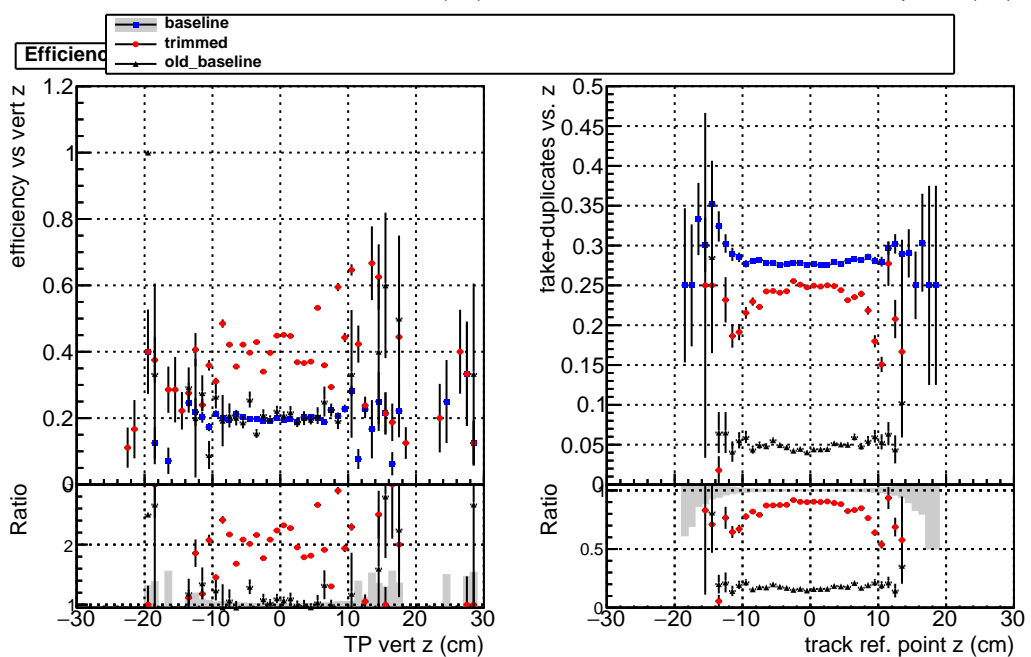 baseline
trimmed
old_baseline
Efficienc
efficiency vs vert z
1.2
1
0.8
0.6
0.4
0.2
0
Ratio
2
1
−30 −20 −10 0 10 20 30
TP vert z (cm)
fake+duplicates vs. z
0.5
0.45
0.4
0.35
0.3
0.25
0.2
0.15
0.1
0.05
0
Ratio
1
0.5
0
−30 −20 −10 0 10 20 30
track ref. point z (cm)